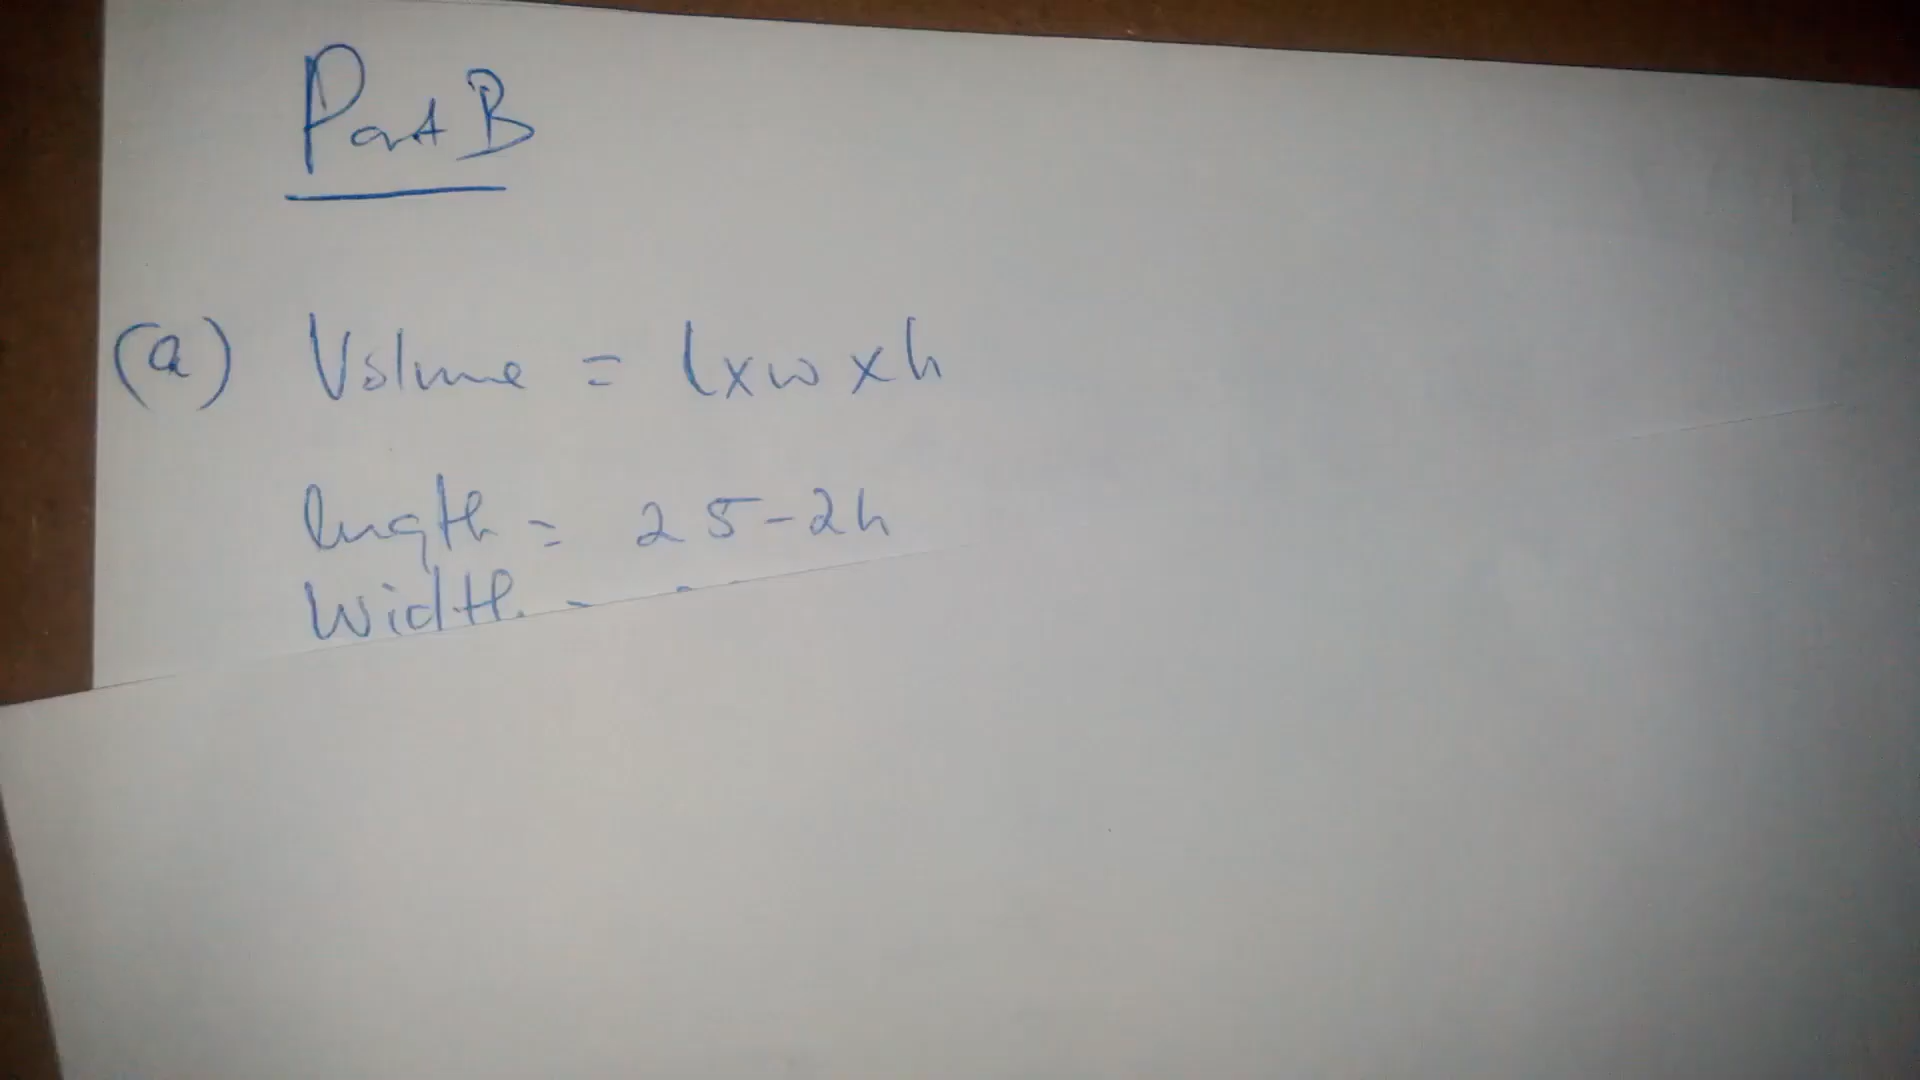 Part B
(a) Volume = l x w x h
length = 25 - 2h
Width